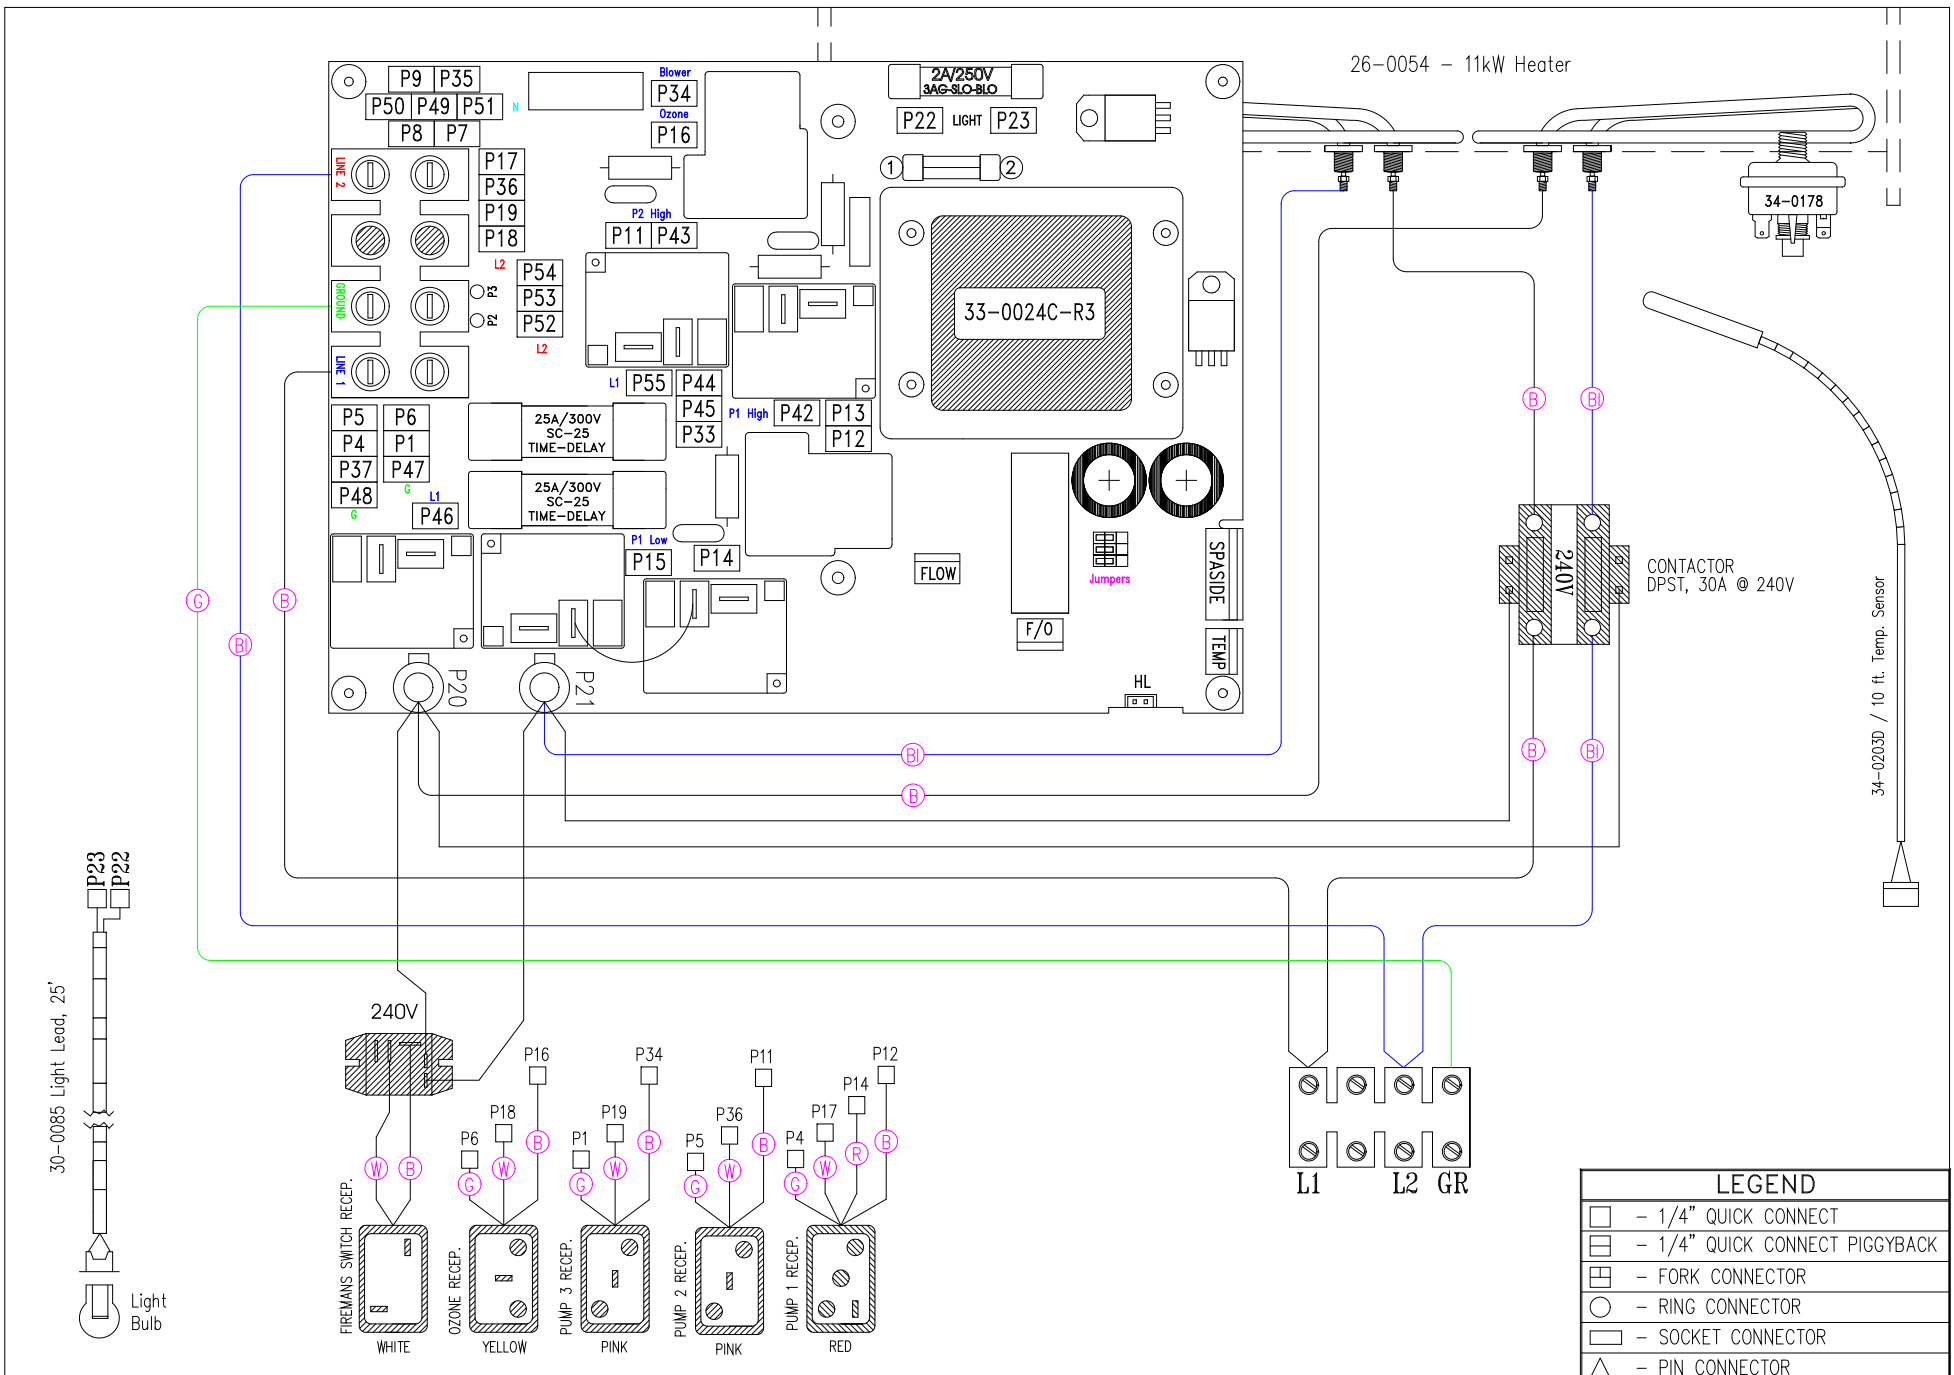 26-0054 - 11kW Heater
P9 P35
P50 P49 P51
P8 P7
N
Blower
P34
Ozone
P16
2A/250V
3AG-SLO-BLO
P22 LIGHT P23
1 2
LINE 2
GROUND
LINE 1
P17
P36
P19
P18
L2
P3
P2
P54
P53
P52
L2
P2 High
P11 P43
33-0024C-R3
34-0178
L1 P55 P44
P45
P33
P1 High P42 P13
P12
P5 P6
P4 P1
P37 P47
P48 G
G
L1
P46
25A/300V
SC-25
TIME-DELAY
25A/300V
SC-25
TIME-DELAY
P1 Low
P15 P14
FLOW
F/O
Jumpers
SPASIDE
TEMP
HL
P20
P21
B BI
240V
CONTACTOR
DPST, 30A @ 240V
34-0203D / 10 ft. Temp. Sensor
G B BI
BI
B
B BI
P23
P22
30-0085 Light Lead, 25'
Light
Bulb
240V
W B
FIREMANS SWITCH RECEP.
WHITE
P6 P18 P16
G W B
OZONE RECEP.
YELLOW
P1 P19 P34
G W B
PUMP 3 RECEP.
PINK
P5 P36 P11
G W B
PUMP 2 RECEP.
PINK
P4 P17 P14 P12
G W R B
PUMP 1 RECEP.
RED
L1 L2 GR
LEGEND
- 1/4" QUICK CONNECT
- 1/4" QUICK CONNECT PIGGYBACK
- FORK CONNECTOR
- RING CONNECTOR
- SOCKET CONNECTOR
- PIN CONNECTOR